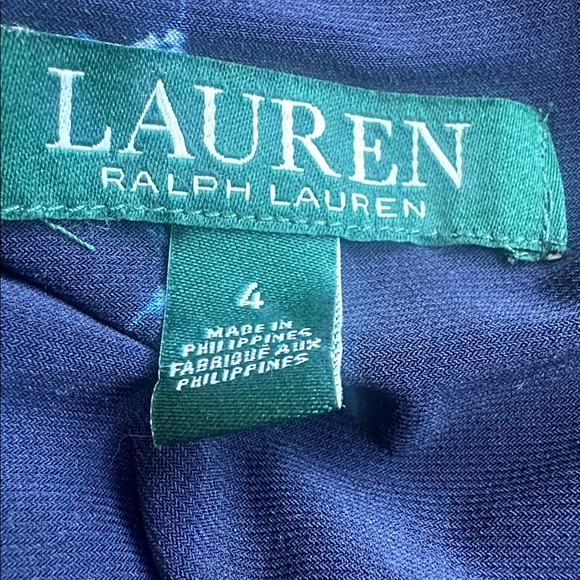 LAUREN
RALPH LAUREN
4
MADE IN
PHILIPPINES
FABRIQUE AUX
PHILIPPINES